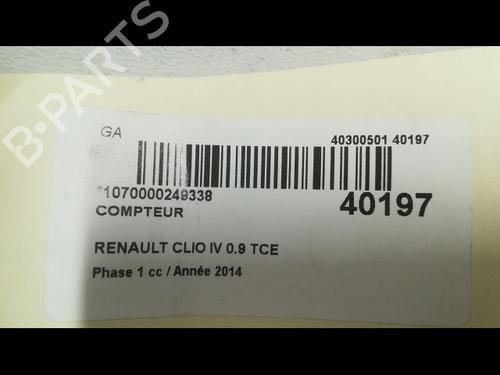 B-PARTS
GA
40300501 40197
*1070000249338
COMPTEUR
40197
RENAULT CLIO IV 0.9 TCE
Phase 1 cc / Année 2014